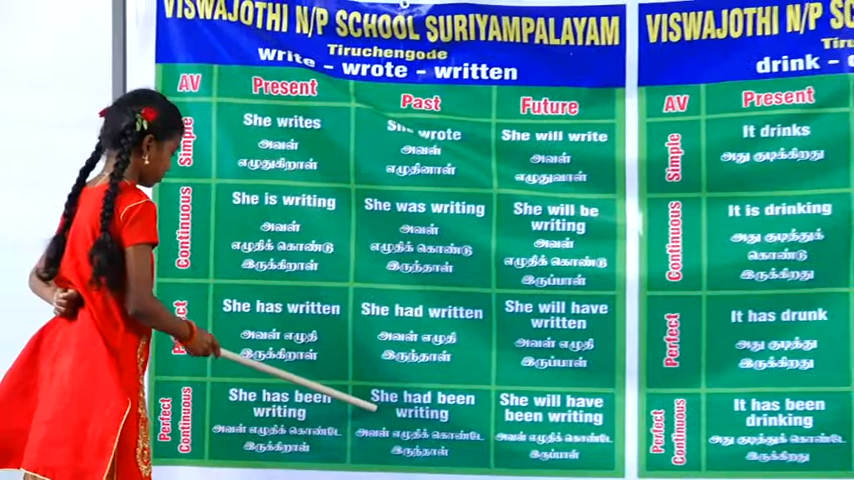 VISWAJOTHI N/P SCHOOL SURIYAMPALAYAM
Tiruchengode
write - wrote - written
AV Present Past Future
Simple
She writes
அவள்
எழுதுகிறாள்
She wrote
அவள்
எழுதினாள்
She will write
அவள்
எழுதுவாள்
Continuous
She is writing
அவள்
எழுதிக் கொண்டு
இருக்கிறாள்
She was writing
அவள்
எழுதிக் கொண்டு
இருந்தாள்
She will be
writing
அவள்
எழுதிக் கொண்டு
இருப்பாள்
Perfect
She has written
அவள் எழுதி
இருக்கிறாள்
She had written
அவள் எழுதி
இருந்தாள்
She will have
written
அவள் எழுதி
இருப்பாள்
Perfect
Continuous
She has been
writing
அவள் எழுதிக் கொண்டே
இருக்கிறாள்
She had been
writing
அவள் எழுதிக் கொண்டே
இருந்தாள்
She will have
been writing
அவள் எழுதிக் கொண்டே
இருப்பாள்
VISWAJOTHI N/P
drink -
AV Present
Simple
It drinks
அது குடிக்கிறது
Continuous
It is drinking
அது குடித்துக்
கொண்டு
இருக்கிறது
Perfect
It has drunk
அது குடித்து
இருக்கிறது
Perfect
Continuous
It has been
drinking
அது குடித்துக் கொண்டே
இருக்கிறது